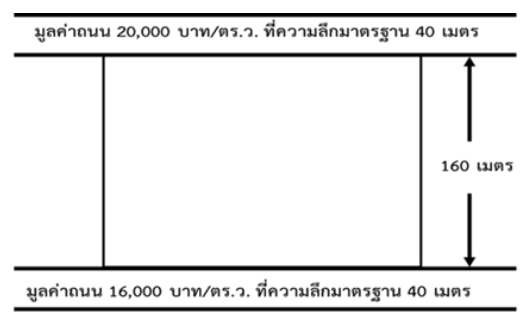 มูลค่าถนน 20,000 บาท/ตร.ว. ที่ความลึกมาตรฐาน 40 เมตร
160 เมตร
มูลค่าถนน 16,000 บาท/ตร.ว. ที่ความลึกมาตรฐาน 40 เมตร